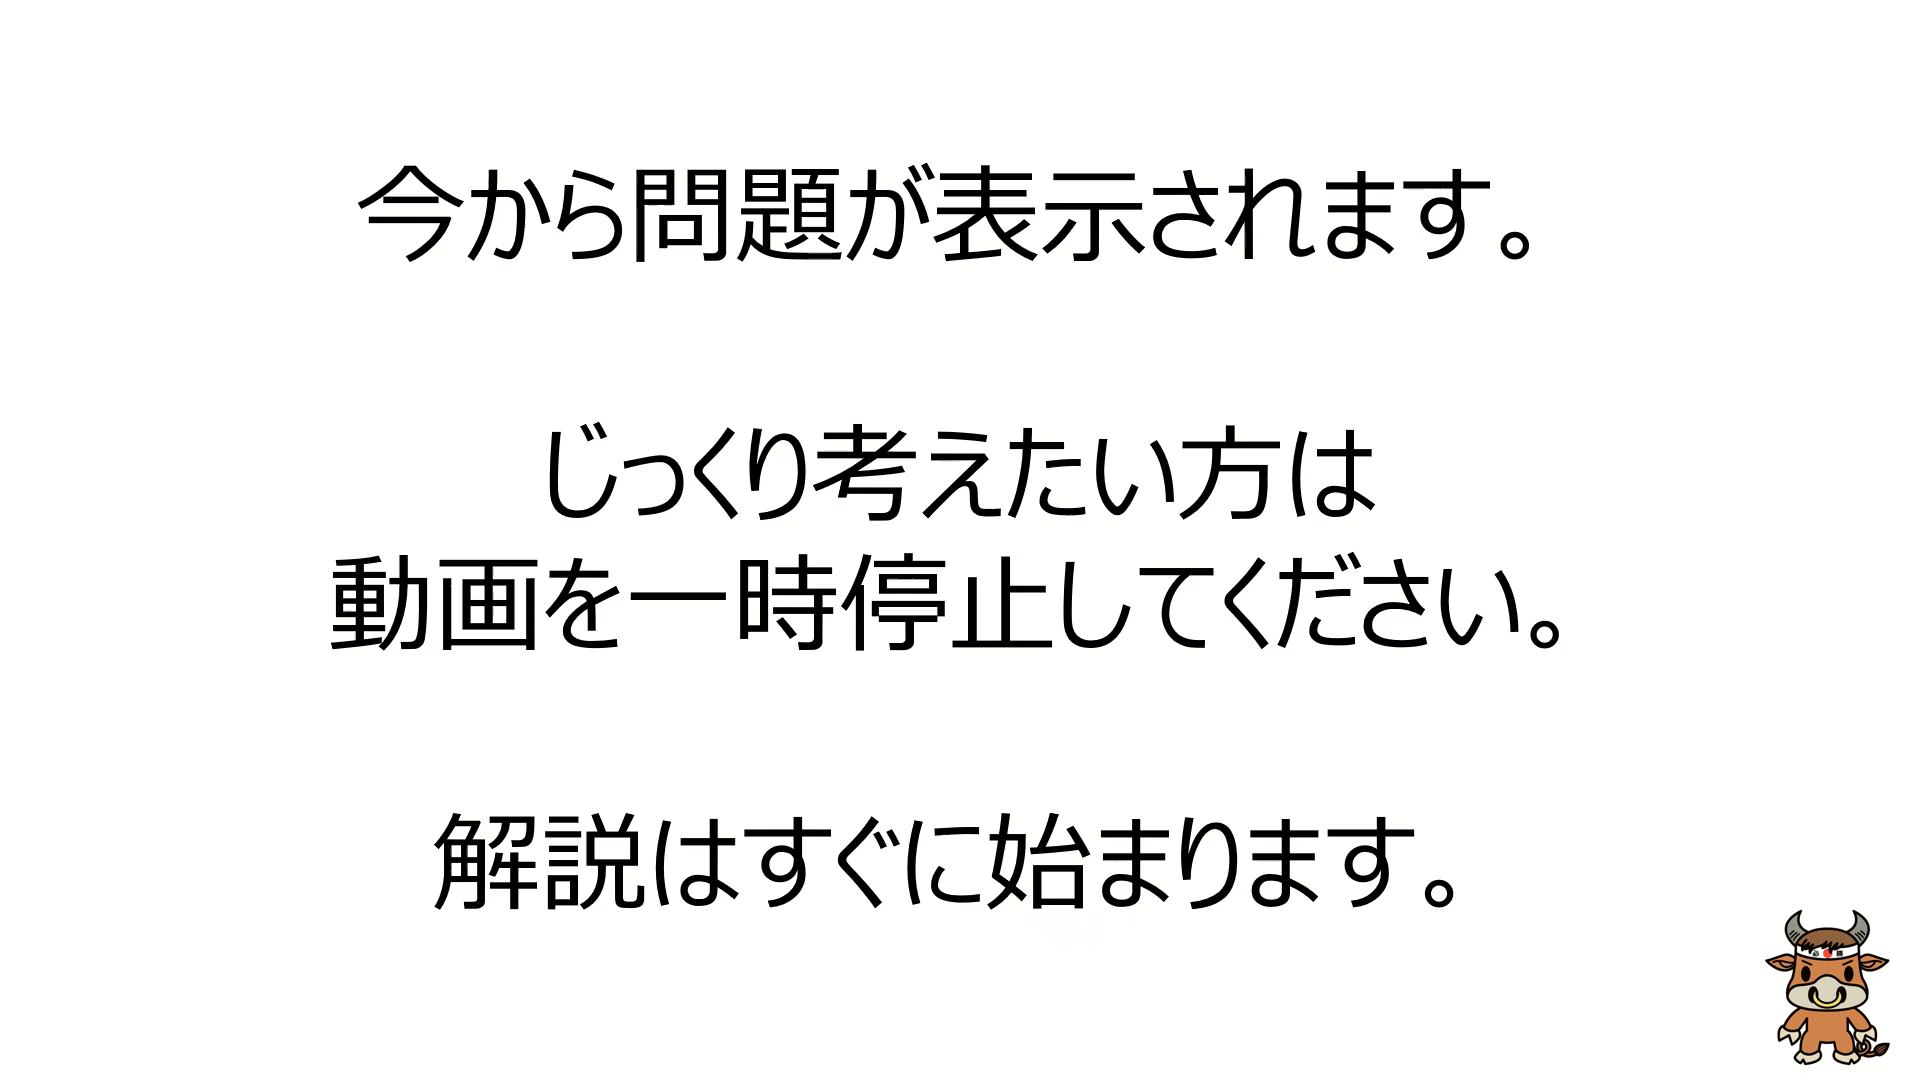 今から問題が表示されます。
じっくり考えたい方は
動画を一時停止してください。
解説はすぐに始まります。
必勝